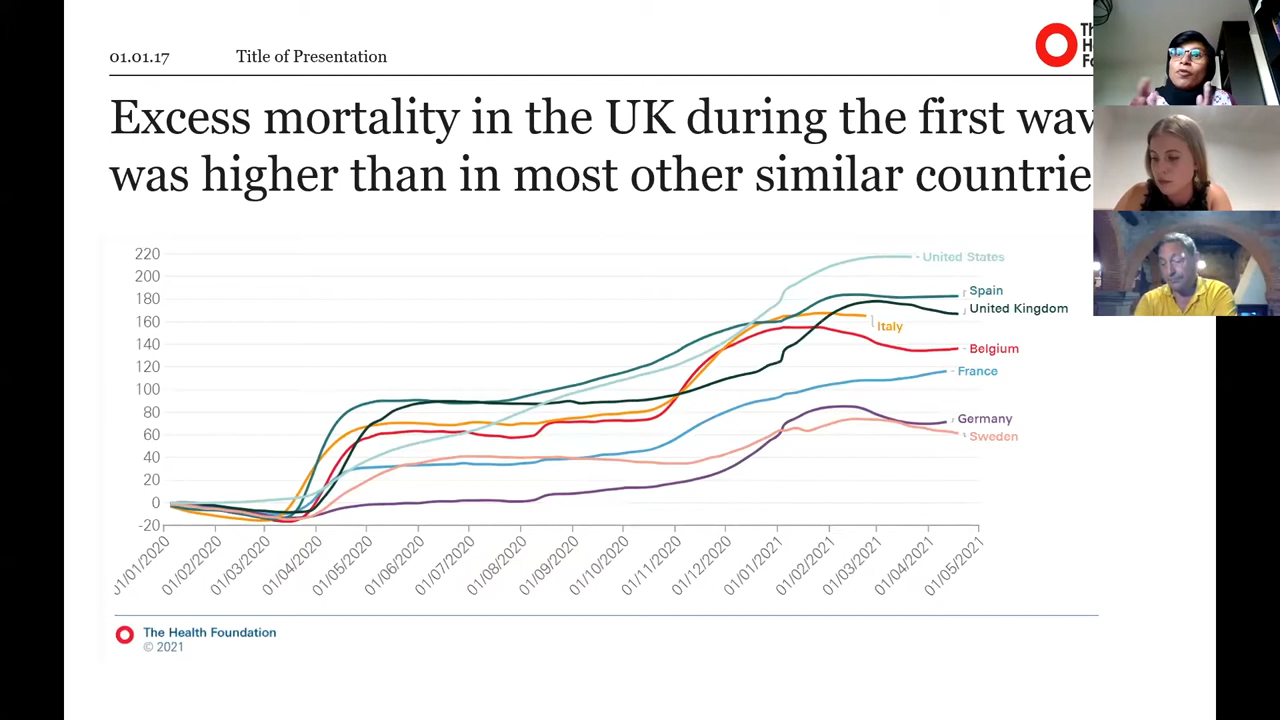 01.01.17 Title of Presentation
Excess mortality in the UK during the first
was higher than in most other similar
220
200
180
160
140
120
100
80
60
40
20
0
-20
United States
Spain
United Kingdom
Italy
Belgium
France
Germany
Sweden
01/02/2020
01/03/2020
01/04/2020
01/05/2020
01/06/2020
01/07/2020
01/08/2020
01/09/2020
01/10/2020
01/11/2020
01/12/2020
01/01/2021
01/02/2021
01/03/2021
01/04/2021
01/05/2021
The Health Foundation
© 2021